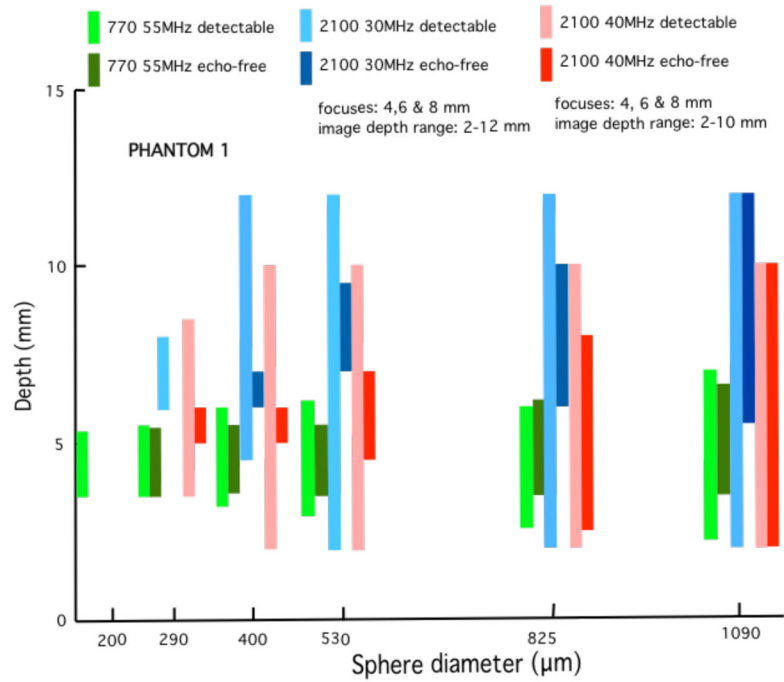 770 55MHz detectable
2100 30MHz detectable
2100 40MHz detectable
770 55MHz echo-free
2100 30MHz echo-free
2100 40MHz echo-free
focuses: 4,6 & 8 mm
image depth range: 2-12 mm
focuses: 4, 6 & 8 mm
image depth range: 2-10 mm
PHANTOM 1
Depth (mm)
15
10
5
0
200
290
400
530
825
1090
Sphere diameter (μm)